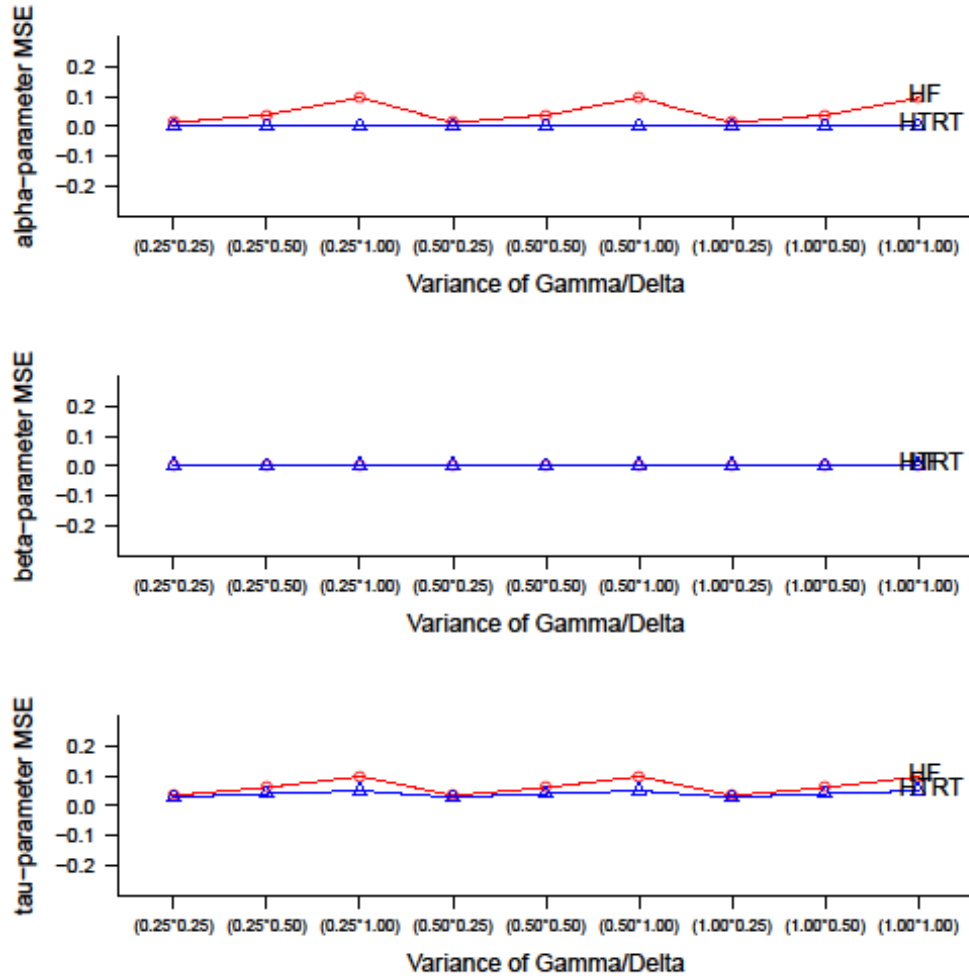 alpha-parameter MSE
0.2
0.1
0.0
-0.1
-0.2
HF
HTRT
(0.25*0.25) (0.25*0.50) (0.25*1.00) (0.50*0.25) (0.50*0.50) (0.50*1.00) (1.00*0.25) (1.00*0.50) (1.00*1.00)
Variance of Gamma/Delta
beta-parameter MSE
0.2
0.1
0.0
-0.1
-0.2
HF
HTRT
(0.25*0.25) (0.25*0.50) (0.25*1.00) (0.50*0.25) (0.50*0.50) (0.50*1.00) (1.00*0.25) (1.00*0.50) (1.00*1.00)
Variance of Gamma/Delta
tau-parameter MSE
0.2
0.1
0.0
-0.1
-0.2
HF
HTRT
(0.25*0.25) (0.25*0.50) (0.25*1.00) (0.50*0.25) (0.50*0.50) (0.50*1.00) (1.00*0.25) (1.00*0.50) (1.00*1.00)
Variance of Gamma/Delta